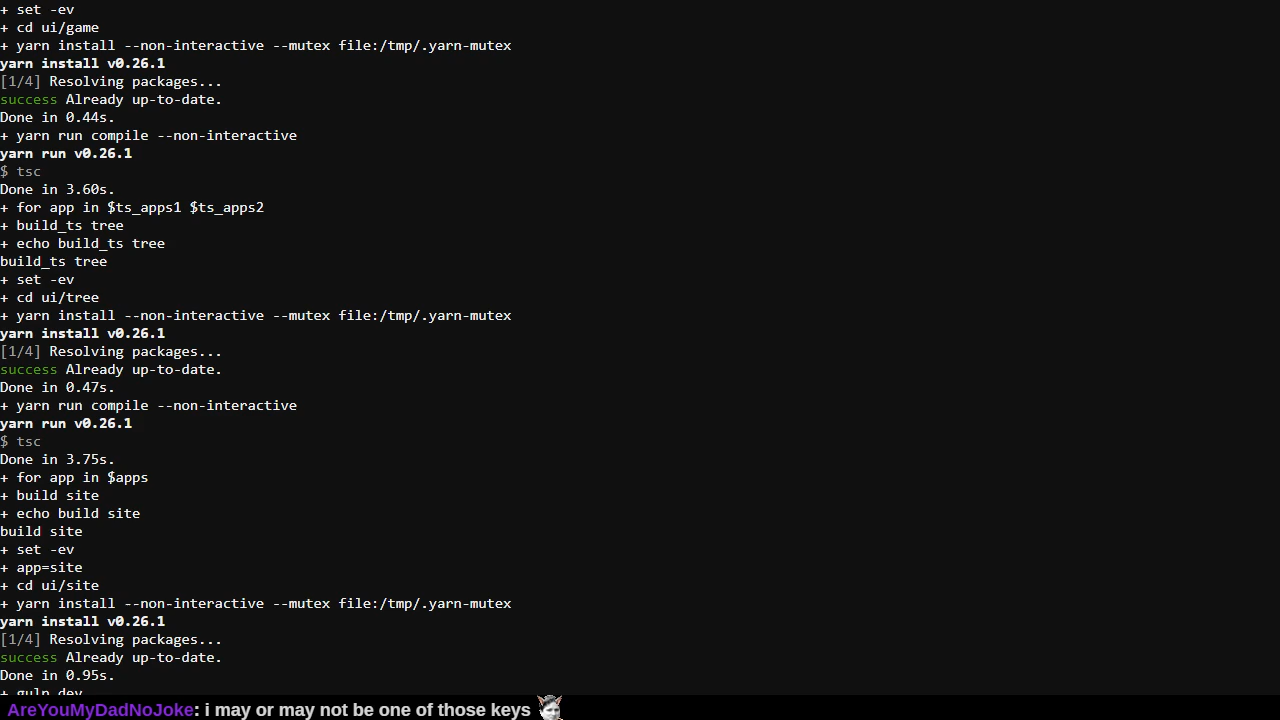 + set -ev
+ cd ui/game
+ yarn install --non-interactive --mutex file:/tmp/.yarn-mutex
yarn install v0.26.1
[1/4] Resolving packages...
success Already up-to-date.
Done in 0.44s.
+ yarn run compile --non-interactive
yarn run v0.26.1
$ tsc
Done in 3.60s.
+ for app in $ts_apps1 $ts_apps2
+ build_ts tree
+ echo build_ts tree
build_ts tree
+ set -ev
+ cd ui/tree
+ yarn install --non-interactive --mutex file:/tmp/.yarn-mutex
yarn install v0.26.1
[1/4] Resolving packages...
success Already up-to-date.
Done in 0.47s.
+ yarn run compile --non-interactive
yarn run v0.26.1
$ tsc
Done in 3.75s.
+ for app in $apps
+ build site
+ echo build site
build site
+ set -ev
+ app=site
+ cd ui/site
+ yarn install --non-interactive --mutex file:/tmp/.yarn-mutex
yarn install v0.26.1
[1/4] Resolving packages...
success Already up-to-date.
Done in 0.95s.
+ gulp dev
AreYouMyDadNoJoke: i may or may not be one of those keys